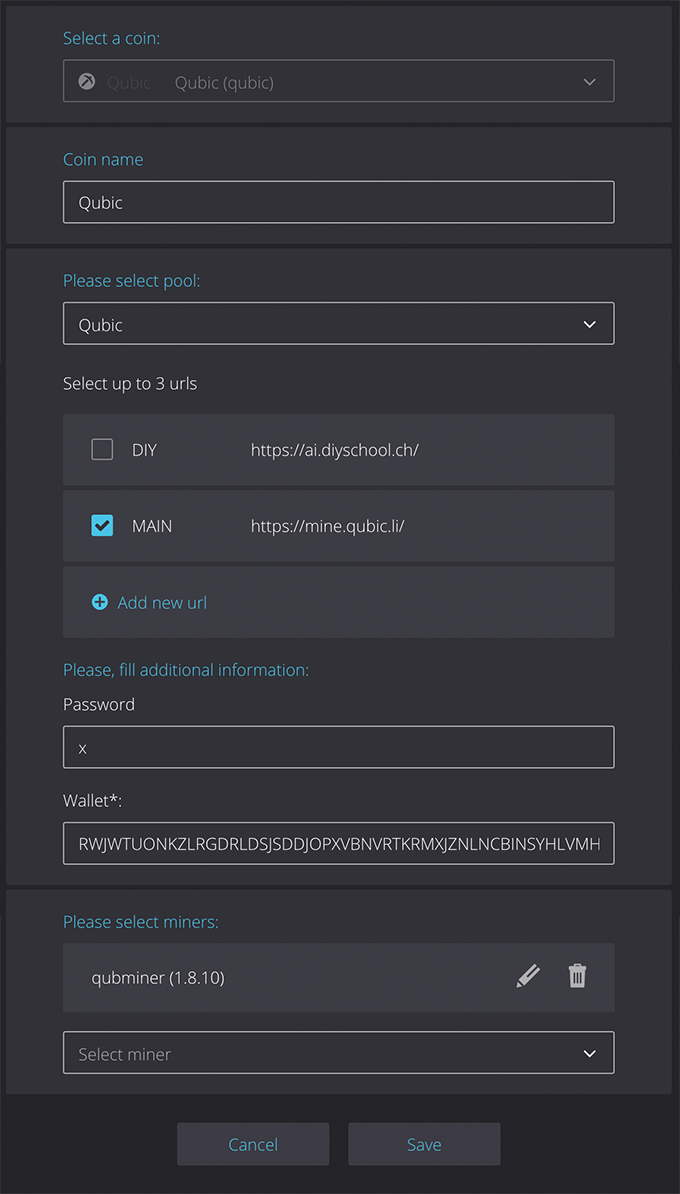 Select a coin:
Qubic Qubic (qubic)
Coin name
Qubic
Please select pool:
Qubic
Select up to 3 urls
DIY https://ai.diyschool.ch/
MAIN https://mine.qubic.li/
Add new url
Please, fill additional information:
Password
x
Wallet*:
RWJWTUONKZLRGDRLDSJSDDJOPXVBNVRTKRMXJZNLNCBINSYHLVMH
Please select miners:
qubminer (1.8.10)
Select miner
Cancel Save